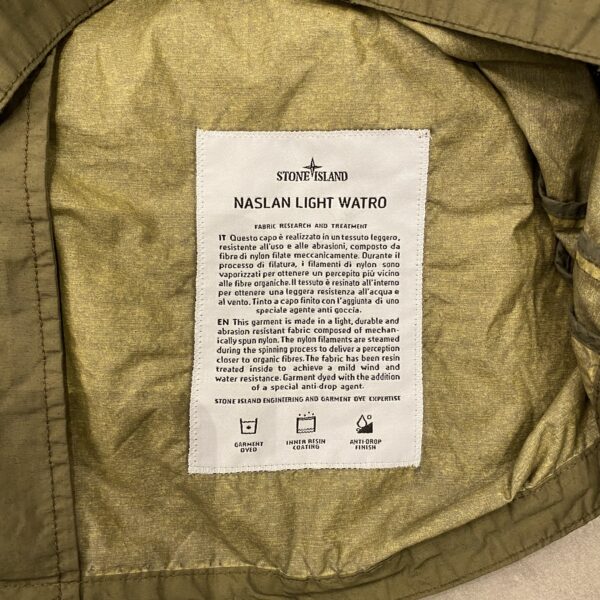 STONE ISLAND
NASLAN LIGHT WATRO
FABRIC RESEARCH AND TREATMENT
IT Questo capo è realizzato in un tessuto leggero,
resistente all'uso e alle abrasioni, composto da
fibre di nylon filate meccanicamente. Durante il
processo di filatura, i filamenti di nylon sono
vaporizzati per ottenere un percepito più vicino
alle fibre organiche. Il tessuto è resinato all'interno
per ottenere una leggera resistenza all'acqua e
al vento. Tinto a capo finito con l'aggiunta di uno
speciale agente anti goccia.
EN This garment is made in a light, durable and
abrasion resistant fabric composed of mechan-
ically spun nylon. The nylon filaments are steamed
during the spinning process to deliver a perception
closer to organic fibres. The fabric has been resin
treated inside to achieve a mild wind and
water resistance. Garment dyed with the addition
of a special anti-drop agent.
STONE ISLAND ENGINEERING AND GARMENT DYE EXPERTISE
GARMENT
DYED
INNER RESIN
COATING
ANTI-DROP
FINISH